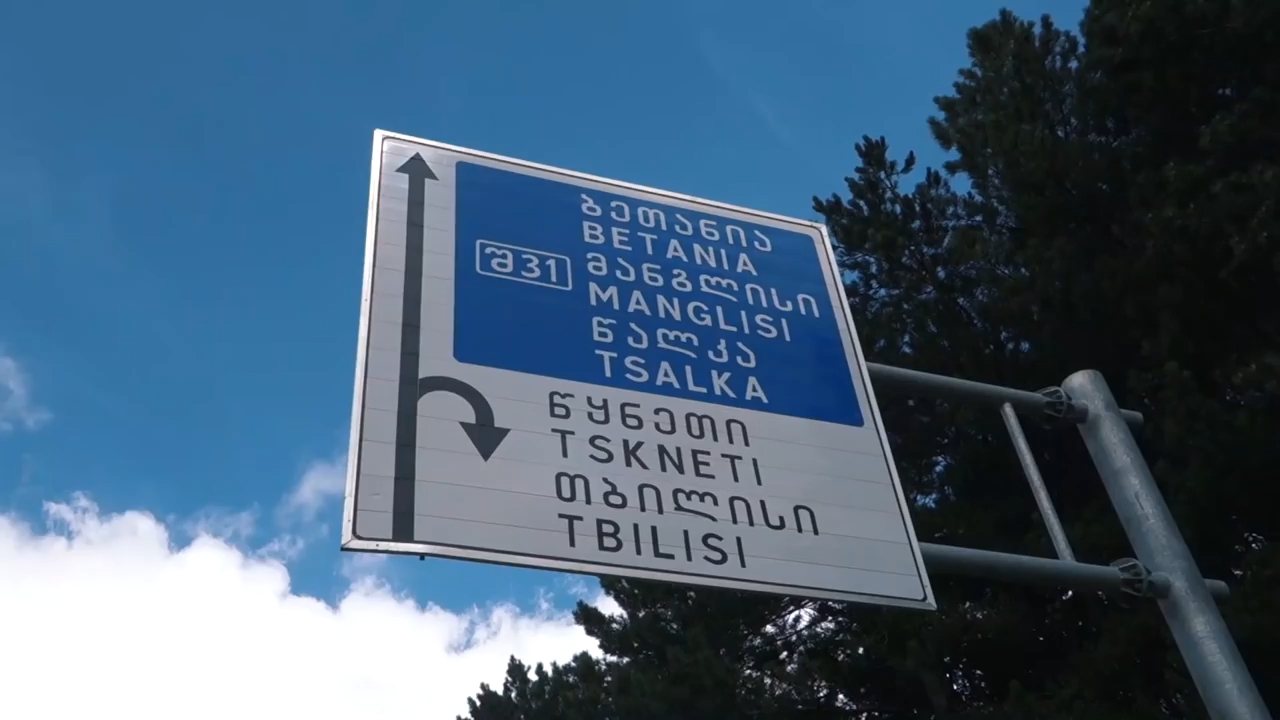 ბეთანია
BETANIA
შ31
მანგლისი
MANGLISI
წალკა
TSALKA
წყნეთი
TSKNETI
თბილისი
TBILISI